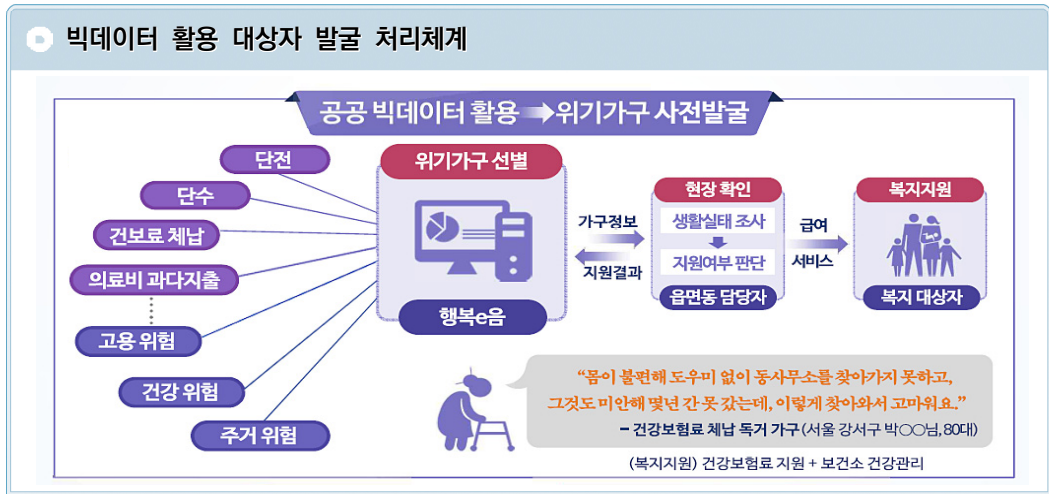 빅데이터 활용 대상자 발굴 처리체계
공공 빅데이터 활용 → 위기가구 사전발굴
단전
단수
건보료 체납
의료비 과다지출
고용 위험
건강 위험
주거 위험
위기가구 선별
행복e음
가구정보
지원결과
현장 확인
생활실태 조사
지원여부 판단
읍면동 담당자
급여
서비스
복지지원
복지 대상자
“몸이 불편해 도우미 없이 동사무소를 찾아가지 못하고,
그것도 미안해 몇년 간 못 갔는데, 이렇게 찾아와서 고마워요.”
– 건강보험료 체납 독거 가구(서울 강서구 박○○님, 80대)
(복지지원) 건강보험료 지원 + 보건소 건강관리